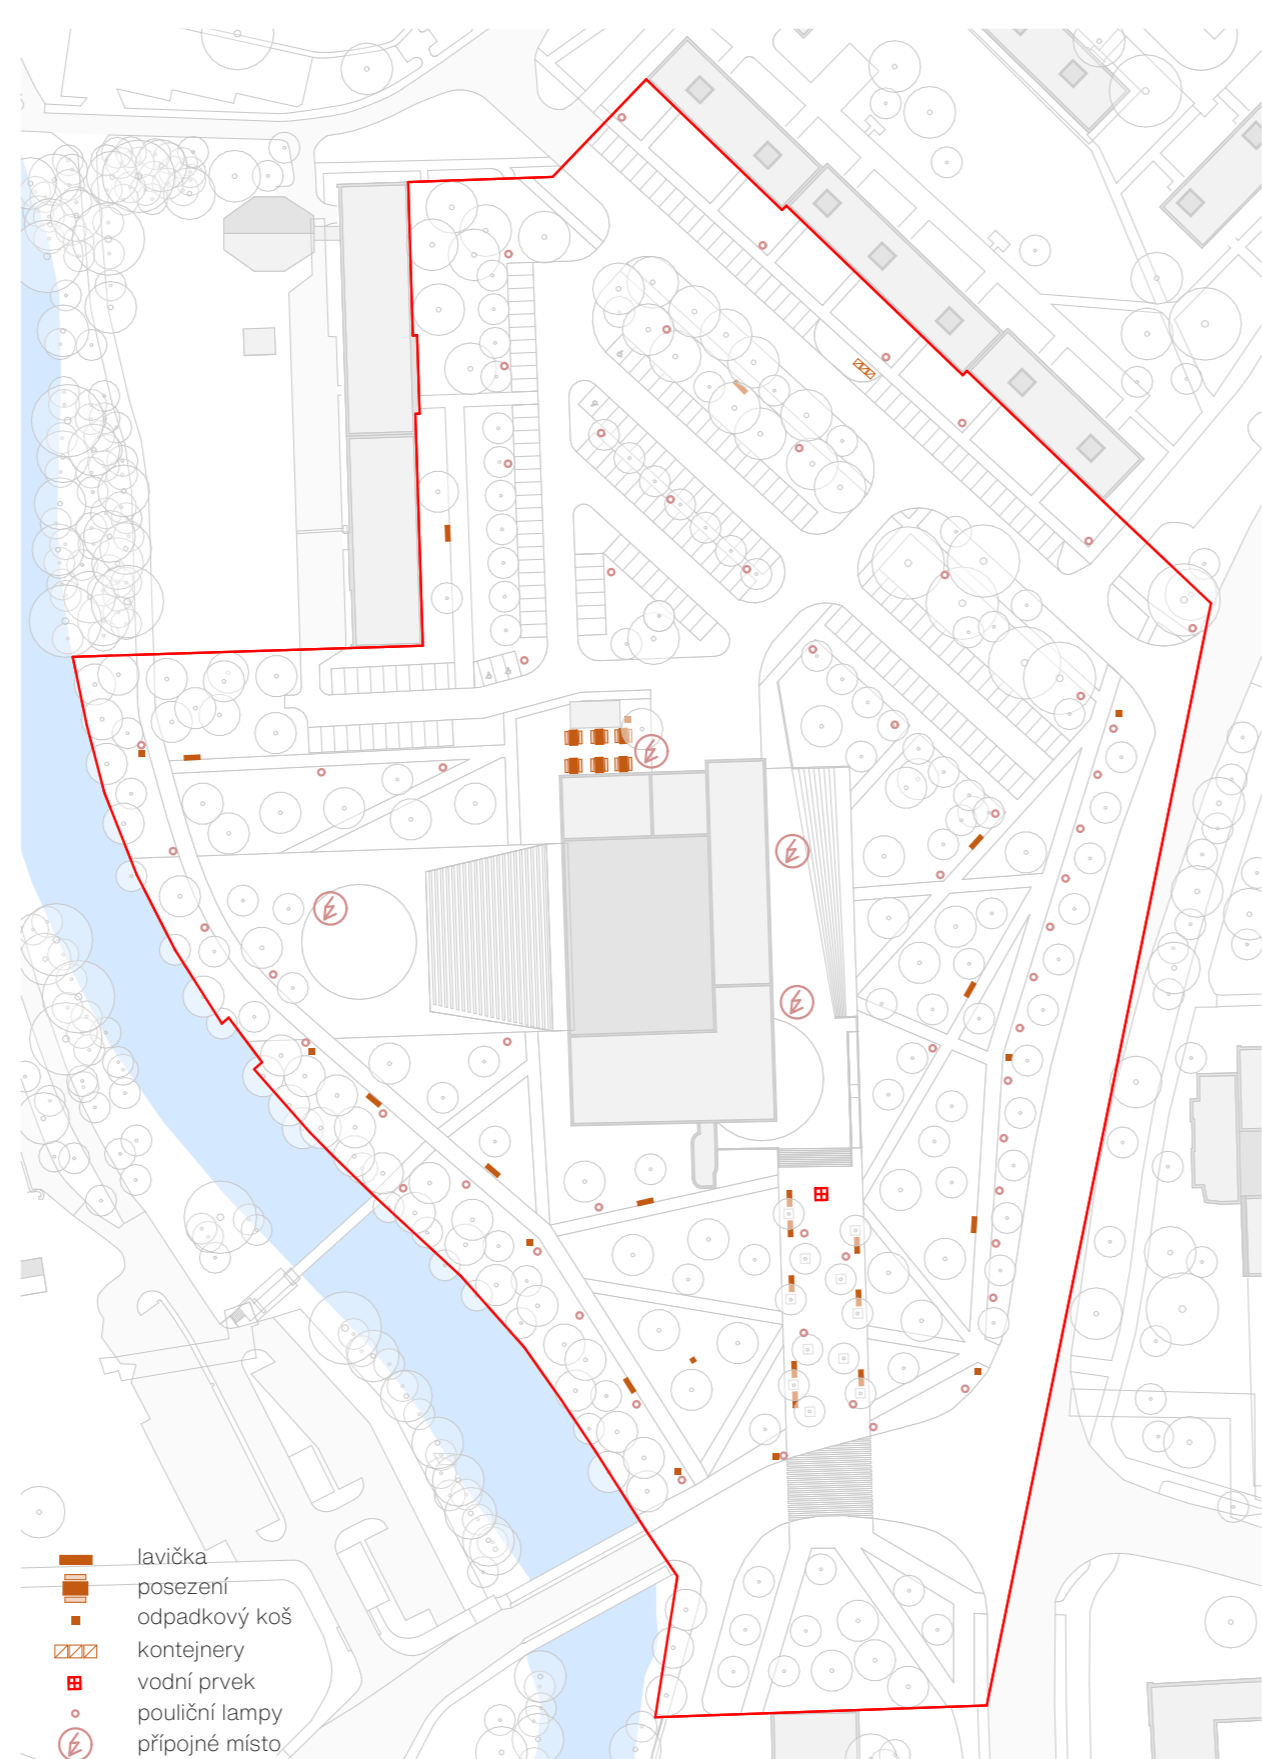 lavička
posezení
odpadkový koš
kontejnery
vodní prvek
pouliční lampy
přípojné místo